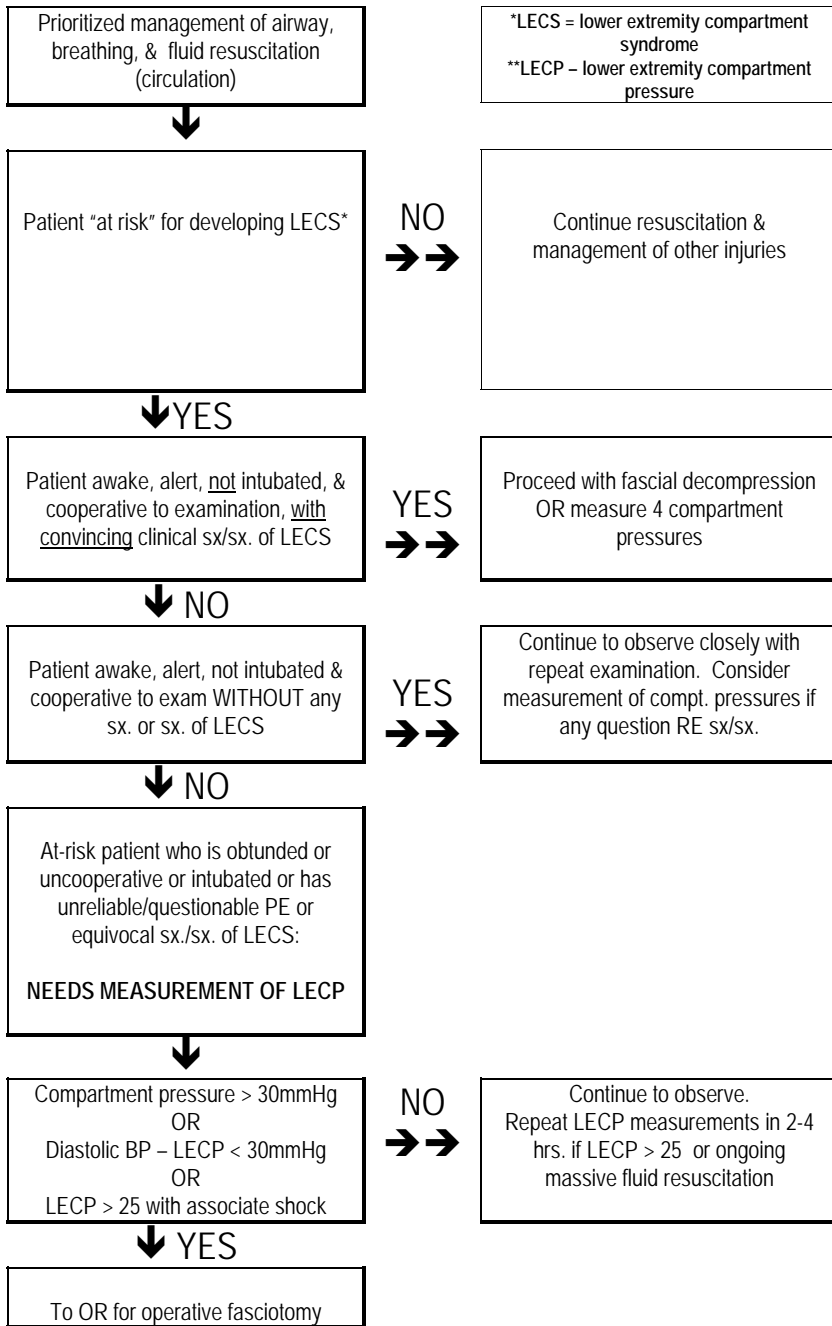 Prioritized management of airway,
breathing, & fluid resuscitation
(circulation)
*LECS = lower extremity compartment
syndrome
**LECP – lower extremity compartment
pressure
Patient “at risk” for developing LECS*
NO
Continue resuscitation &
management of other injuries
YES
Patient awake, alert, not intubated, &
cooperative to examination, with
convincing clinical sx/sx. of LECS
YES
Proceed with fascial decompression
OR measure 4 compartment
pressures
NO
Patient awake, alert, not intubated &
cooperative to exam WITHOUT any
sx. or sx. of LECS
YES
Continue to observe closely with
repeat examination. Consider
measurement of compt. pressures if
any question RE sx/sx.
NO
At-risk patient who is obtunded or
uncooperative or intubated or has
unreliable/questionable PE or
equivocal sx./sx. of LECS:
NEEDS MEASUREMENT OF LECP
Compartment pressure > 30mmHg
OR
Diastolic BP – LECP < 30mmHg
OR
LECP > 25 with associate shock
NO
Continue to observe.
Repeat LECP measurements in 2-4
hrs. if LECP > 25 or ongoing
massive fluid resuscitation
YES
To OR for operative fasciotomy